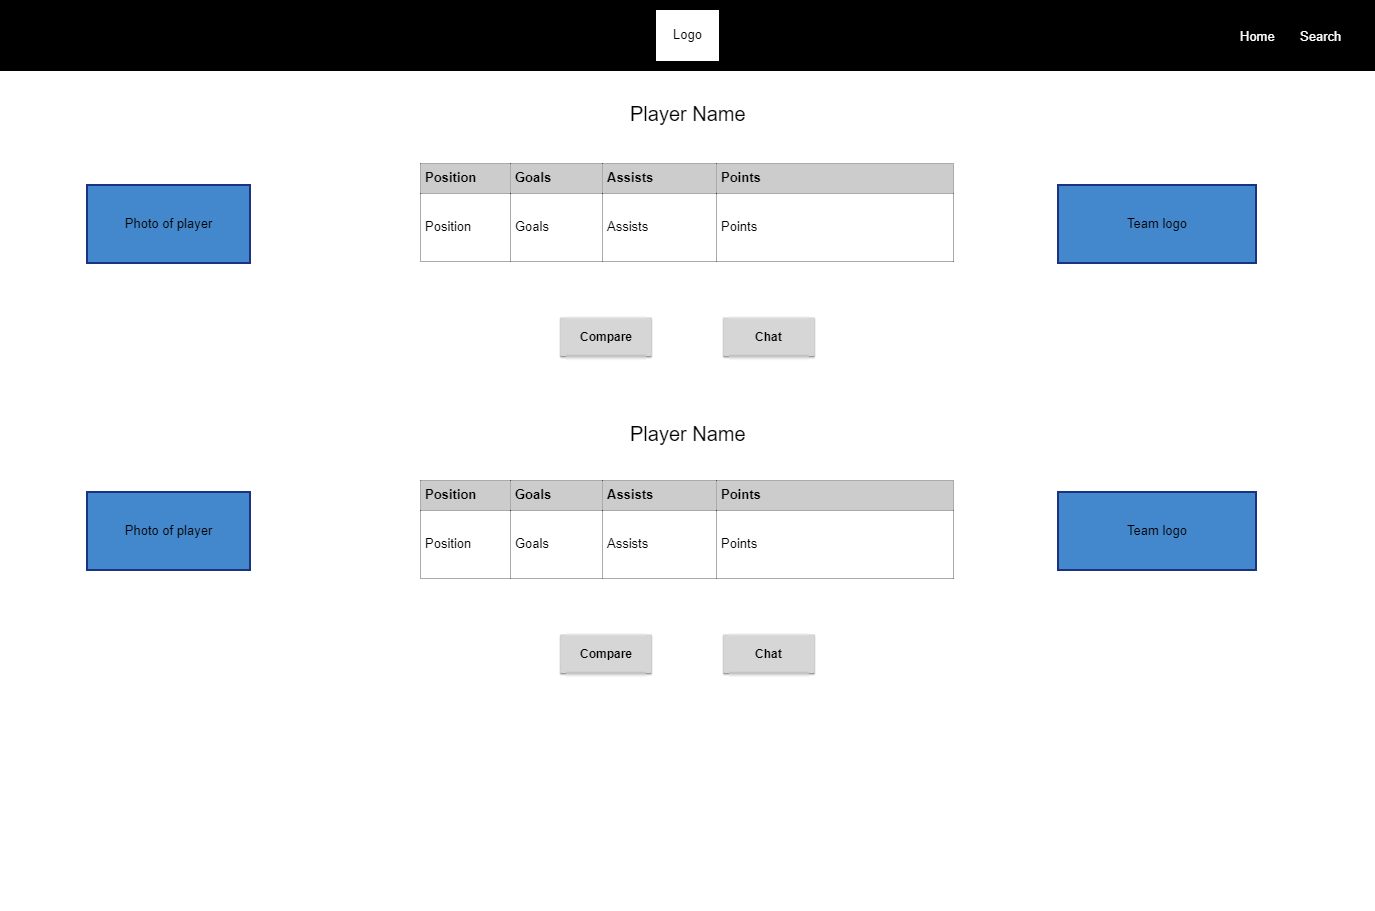 Logo
Home Search
Player Name
Position Goals Assists Points
Photo of player
Position Goals Assists Points
Team logo
Compare Chat
Player Name
Position Goals Assists Points
Photo of player
Position Goals Assists Points
Team logo
Compare Chat